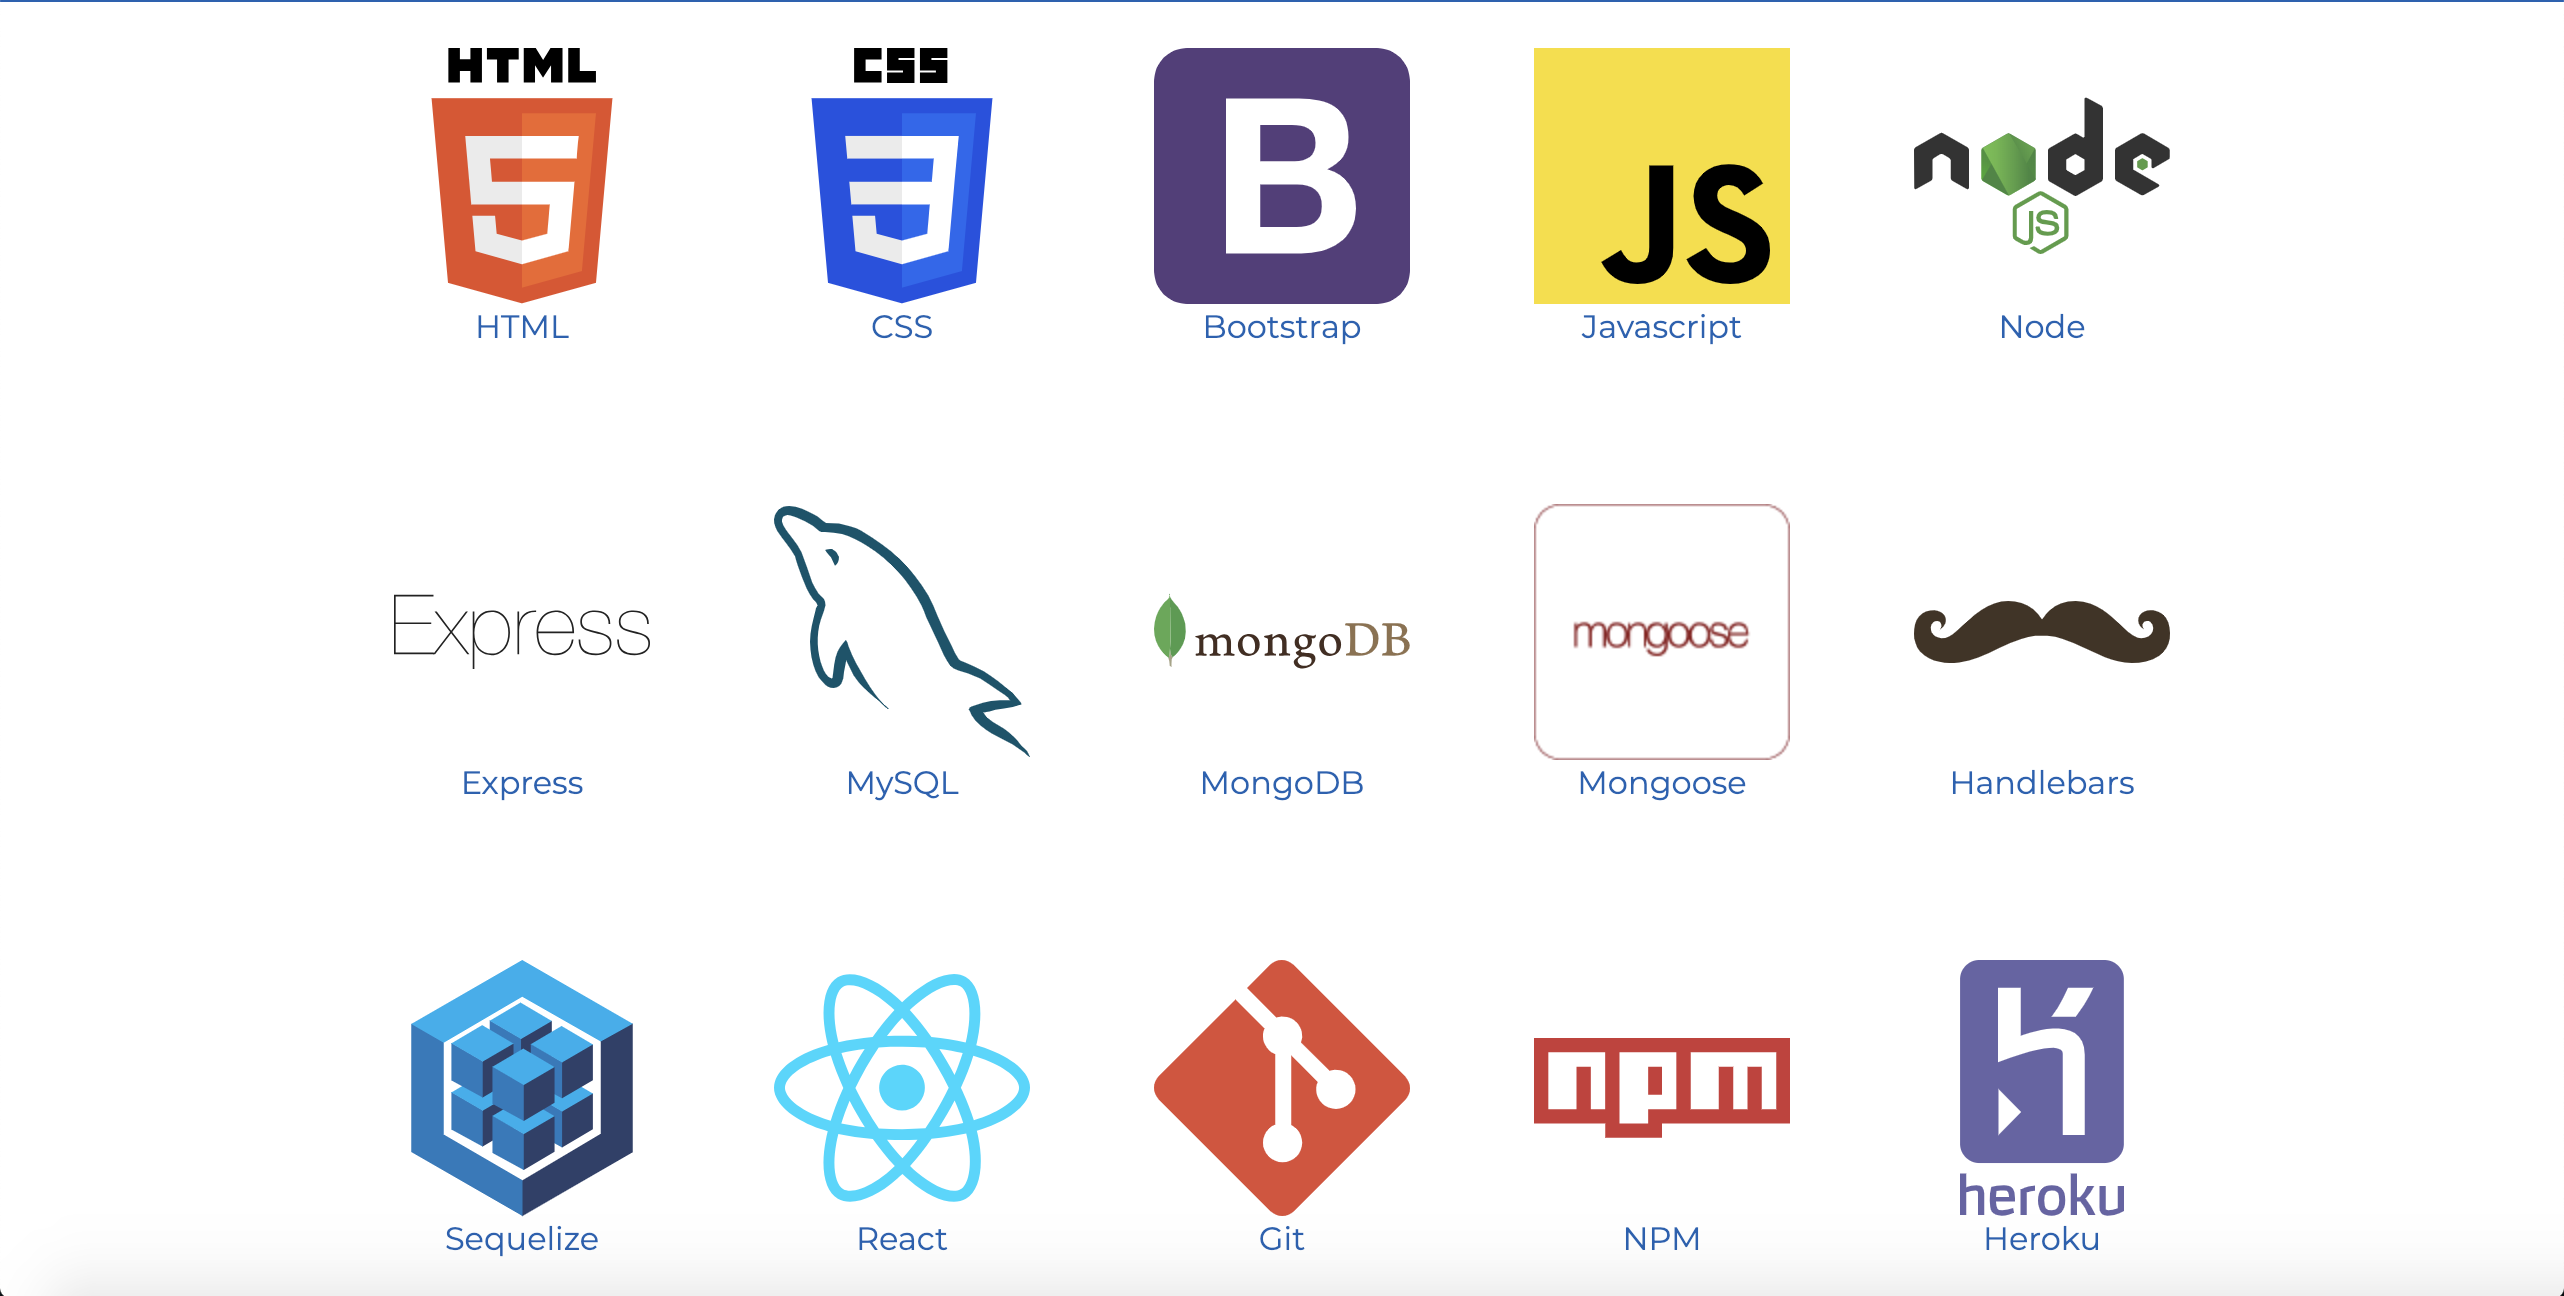 HTML
CSS
B
JS
node
JS
HTML
CSS
Bootstrap
Javascript
Node
Express
mongoDB
mongoose
Express
MySQL
MongoDB
Mongoose
Handlebars
npm
heroku
Sequelize
React
Git
NPM
Heroku